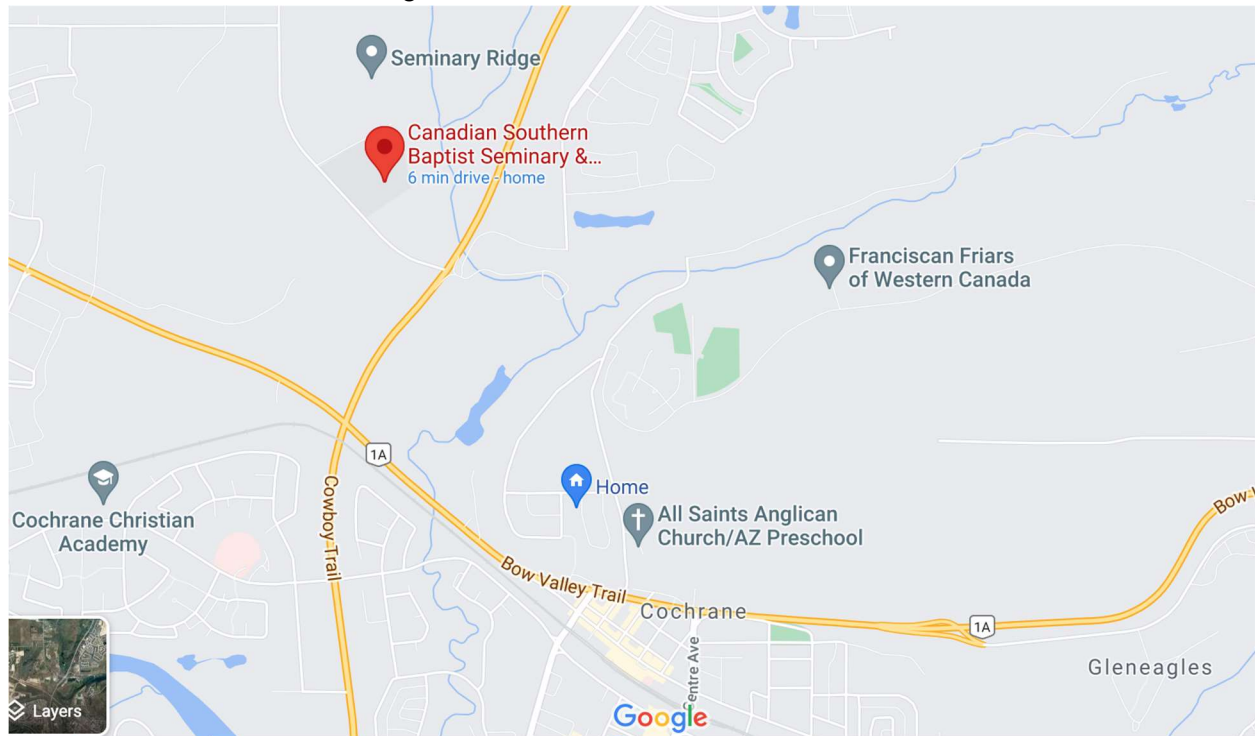 Seminary Ridge
Canadian Southern
Baptist Seminary &...
6 min drive - home
Franciscan Friars
of Western Canada
1A
Cowboy Trail
Home
Cochrane Christian
Academy
All Saints Anglican
Church/AZ Preschool
Bow Valley Trail
Cochrane
1A
Gleneagles
Centre Ave
Layers
Google